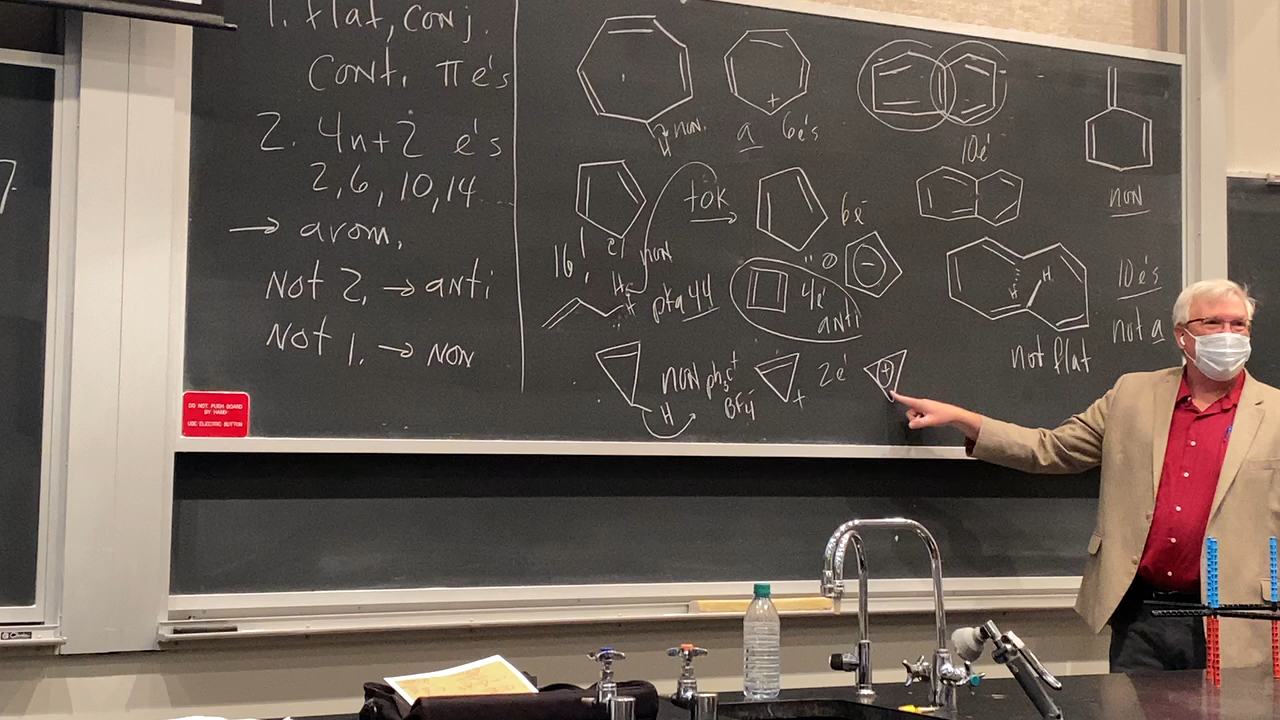 1. flat, conj.
cont. πe's
2. 4n+2 e's
2,6,10,14...
→ arom.
Not 2. → anti
Not 1. → NON
DO NOT PUSH BOARD
BY HAND
USE ELECTRIC BUTTON
H non.
+
a 6e's
10e⁻
non
16
non
tOK
6e⁻
H
H
pka 44
4e⁻
anti
−
H
H
10e's
not a
not flat
non
H
ph₃c⁺
BF₄⁻
+
2e⁻
+